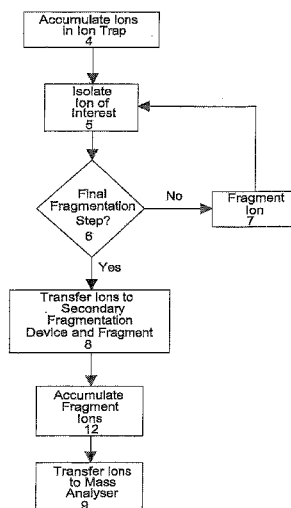 Accumulate Ions
in Ion Trap
4
Isolate
Ion of
Interest
5
Final
Fragmentation
Step?
6
No
Fragment
Ion
7
Yes
Transfer Ions to
Secondary
Fragmentation
Device and Fragment
8
Accumulate
Fragment
Ions
12
Transfer Ions
to Mass
Analyser
9